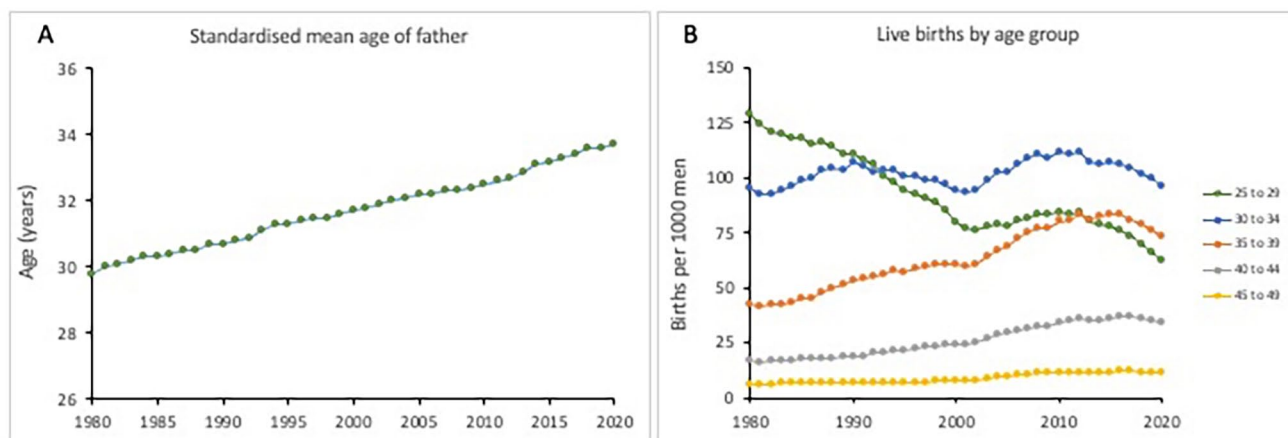 A
Standardised mean age of father
36
34
32
30
28
26
Age (years)
1980 1985 1990 1995 2000 2005 2010 2015 2020
B
Live births by age group
150
125
100
75
50
25
0
Births per 1000 men
1980 1990 2000 2010 2020
25 to 29
30 to 34
35 to 39
40 to 44
45 to 49